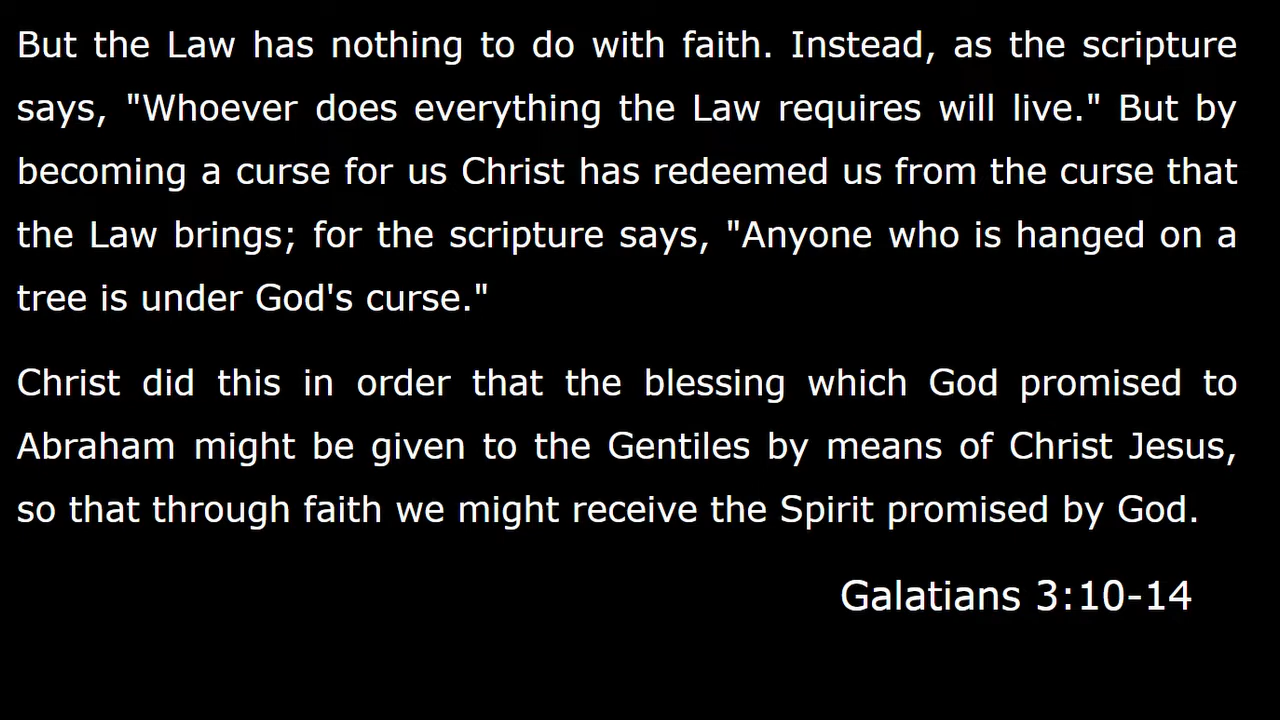 But the Law has nothing to do with faith. Instead, as the scripture
says, "Whoever does everything the Law requires will live." But by
becoming a curse for us Christ has redeemed us from the curse that
the Law brings; for the scripture says, "Anyone who is hanged on a
tree is under God's curse."
Christ did this in order that the blessing which God promised to
Abraham might be given to the Gentiles by means of Christ Jesus,
so that through faith we might receive the Spirit promised by God.
Galatians 3:10-14